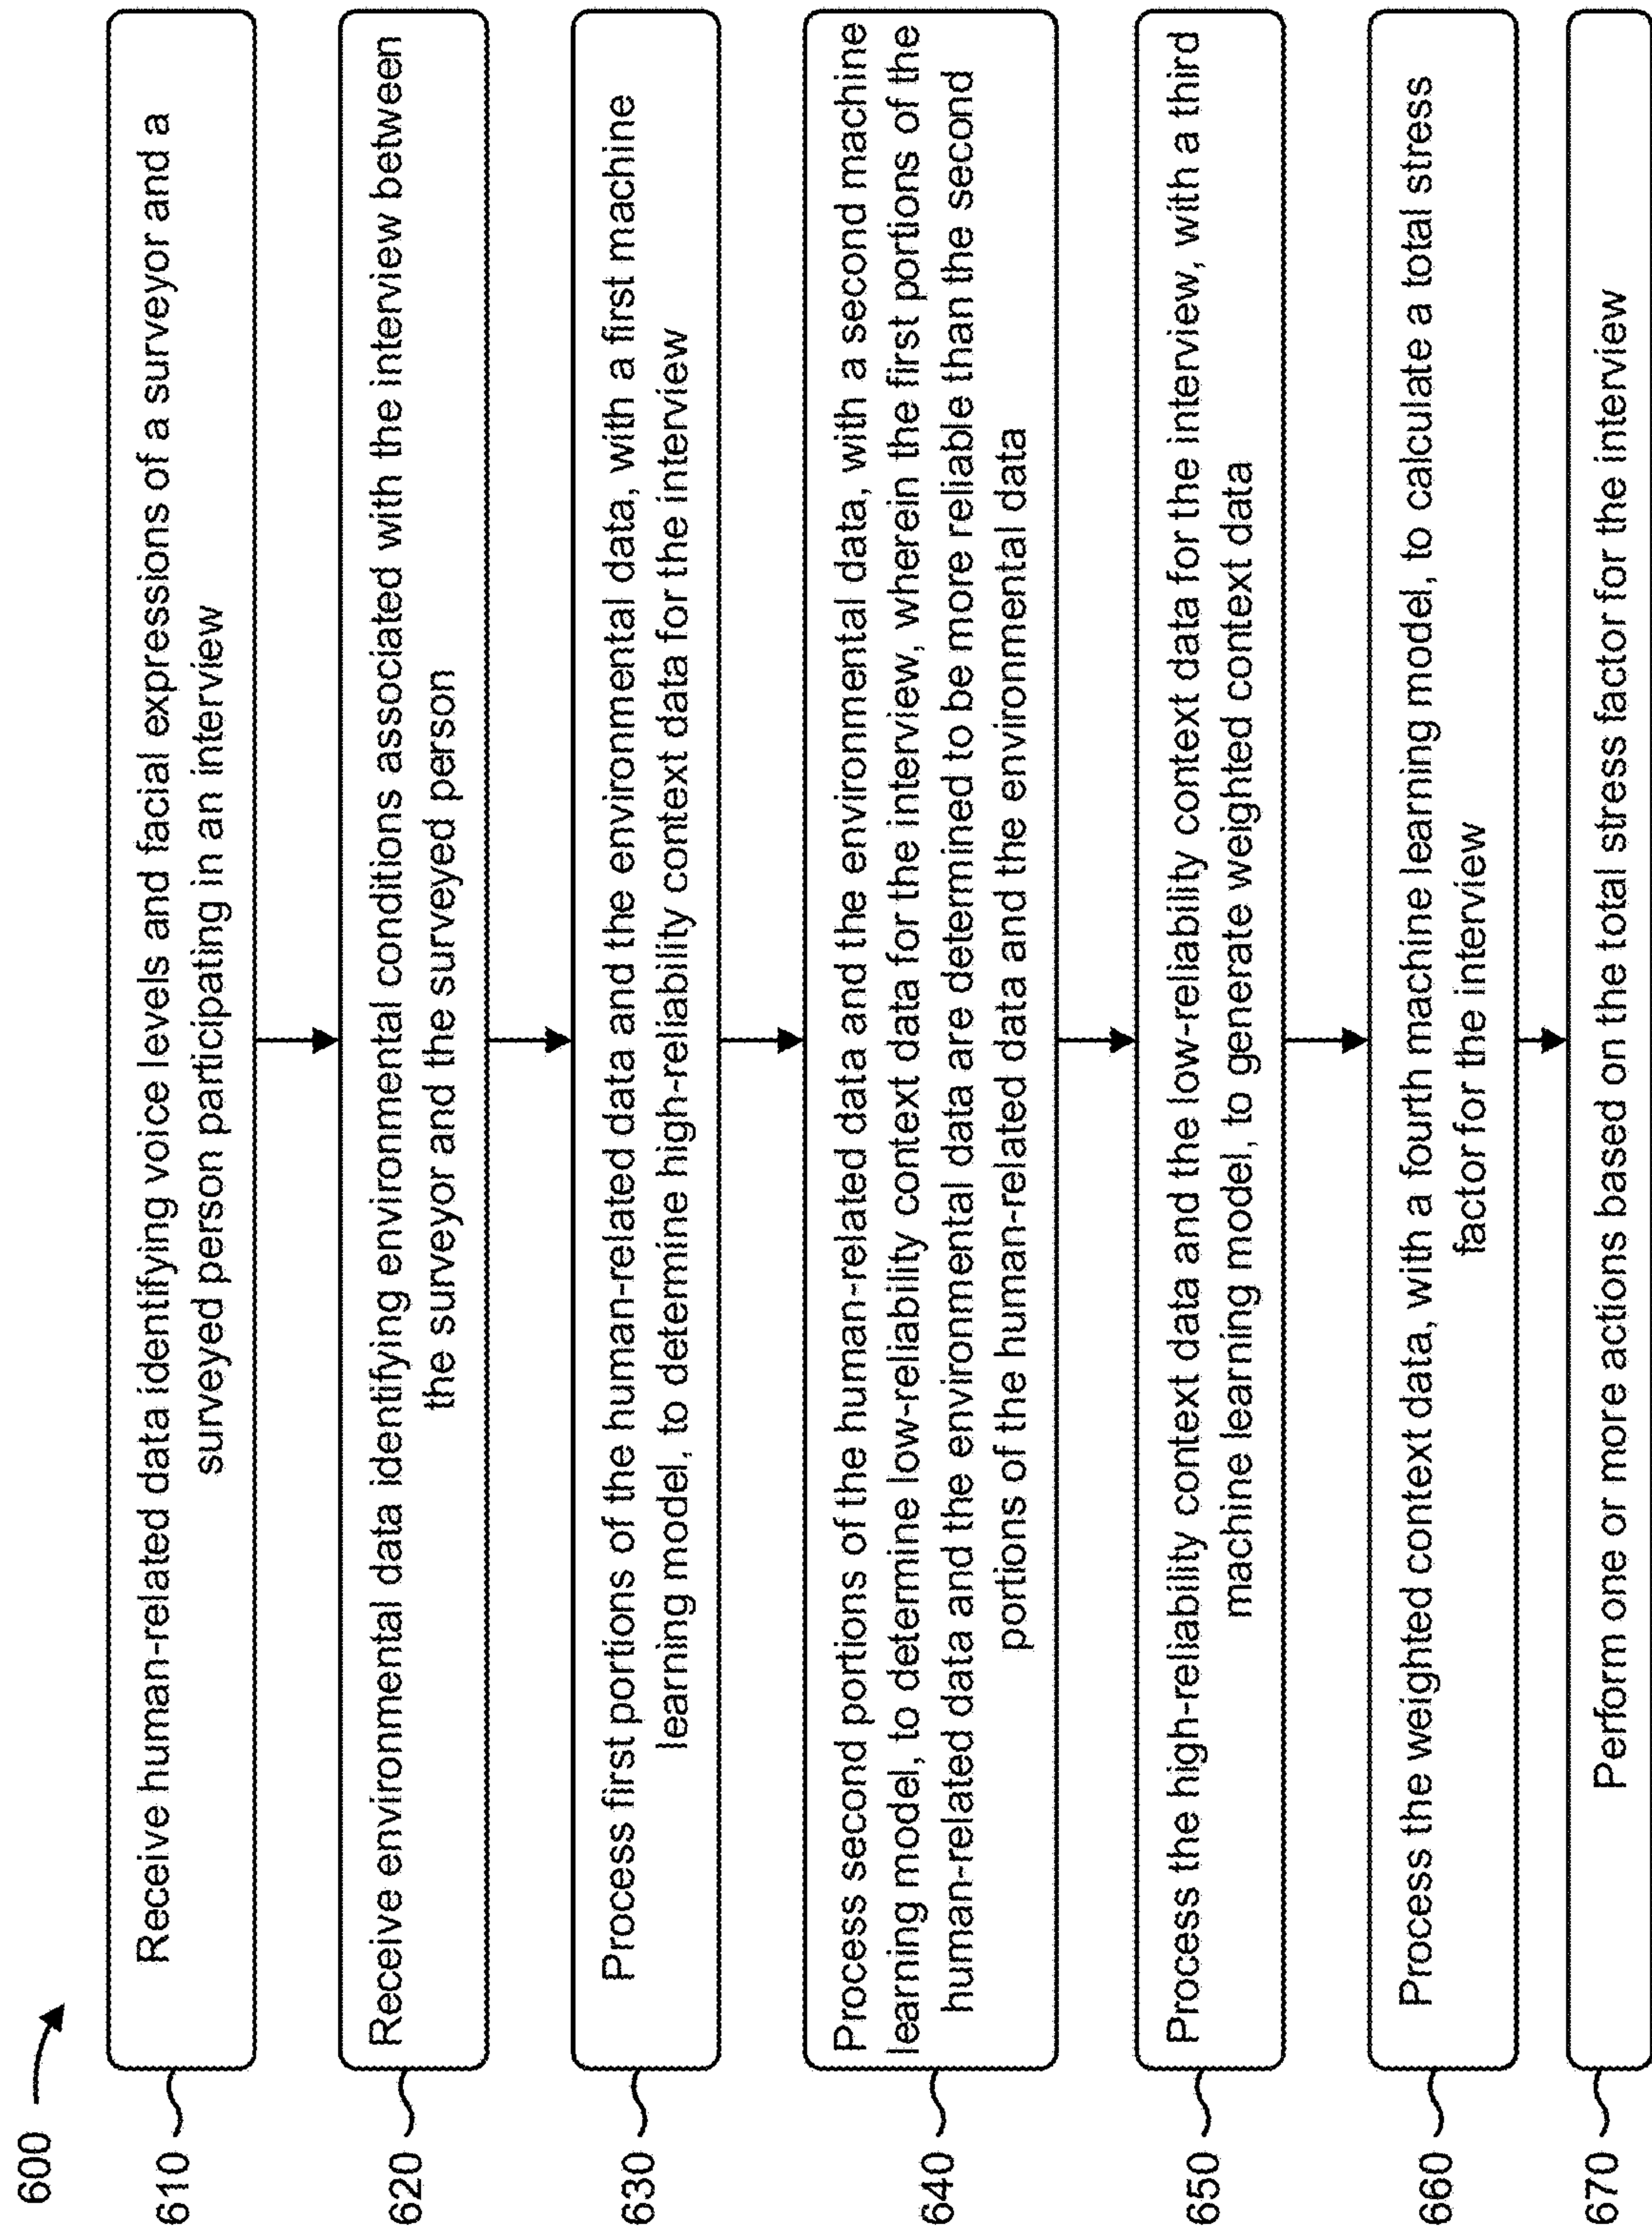 600
610
Receive human-related data identifying voice levels and facial expressions of a surveyor and a
surveyed person participating in an interview
620
Receive environmental data identifying environmental conditions associated with the interview between
the surveyor and the surveyed person
630
Process first portions of the human-related data and the environmental data, with a first machine
learning model, to determine high-reliability context data for the interview
640
Process second portions of the human-related data and the environmental data, with a second machine
learning model, to determine low-reliability context data for the interview, wherein the first portions of the
human-related data and the environmental data are determined to be more reliable than the second
portions of the human-related data and the environmental data
650
Process the high-reliability context data and the low-reliability context data for the interview, with a third
machine learning model, to generate weighted context data
660
Process the weighted context data, with a fourth machine learning model, to calculate a total stress
factor for the interview
670
Perform one or more actions based on the total stress factor for the interview